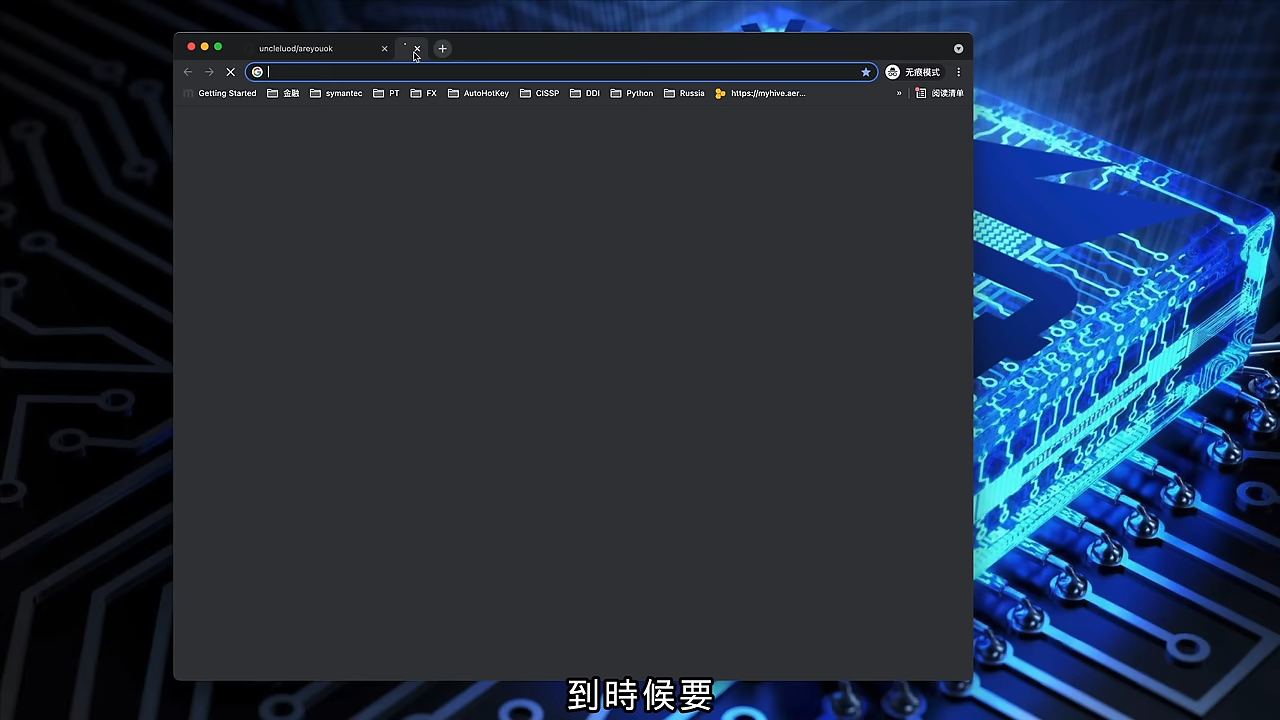 uncleluod/areyouok
无痕模式
Getting Started 金融 symantec PT FX AutoHotKey CISSP DDI Python Russia https://myhive.aer... » 阅读清单
到時候要